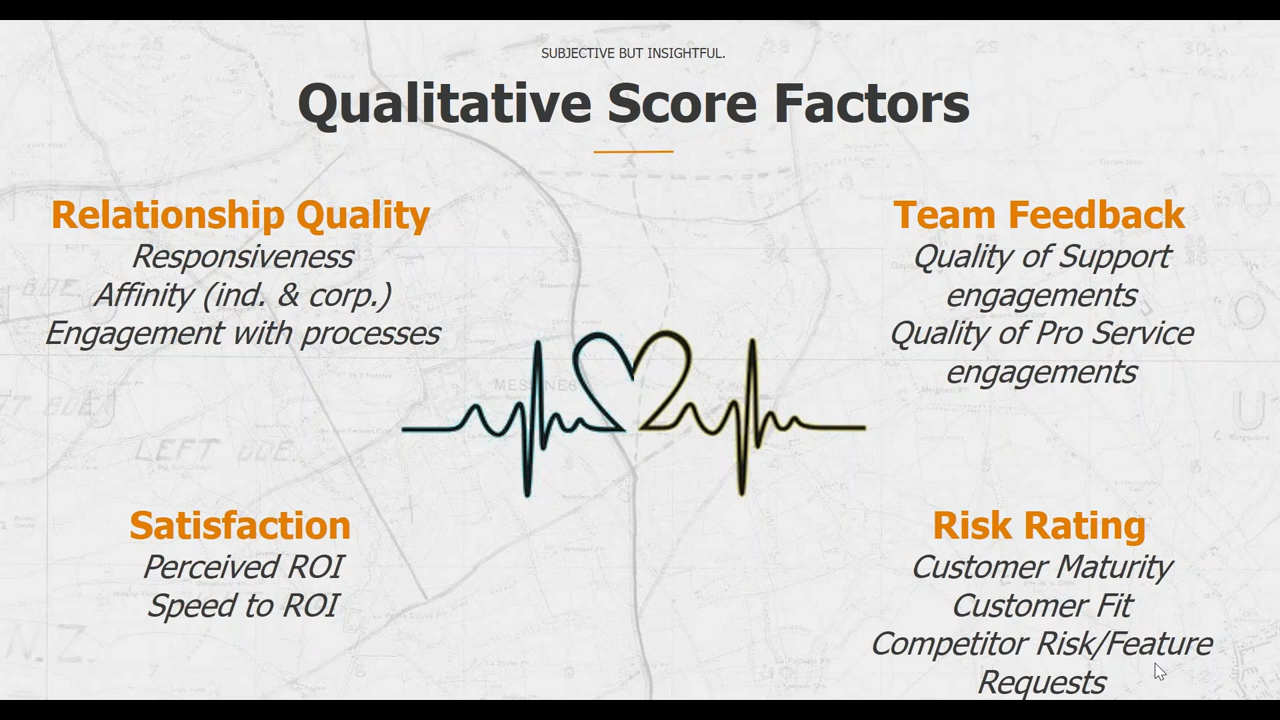 SUBJECTIVE BUT INSIGHTFUL.
Qualitative Score Factors
Relationship Quality
Responsiveness
Affinity (ind. & corp.)
Engagement with processes
Team Feedback
Quality of Support
engagements
Quality of Pro Service
engagements
MESSINES
LEFT
N.Z.
Satisfaction
Perceived ROI
Speed to ROI
Risk Rating
Customer Maturity
Customer Fit
Competitor Risk/Feature
Requests